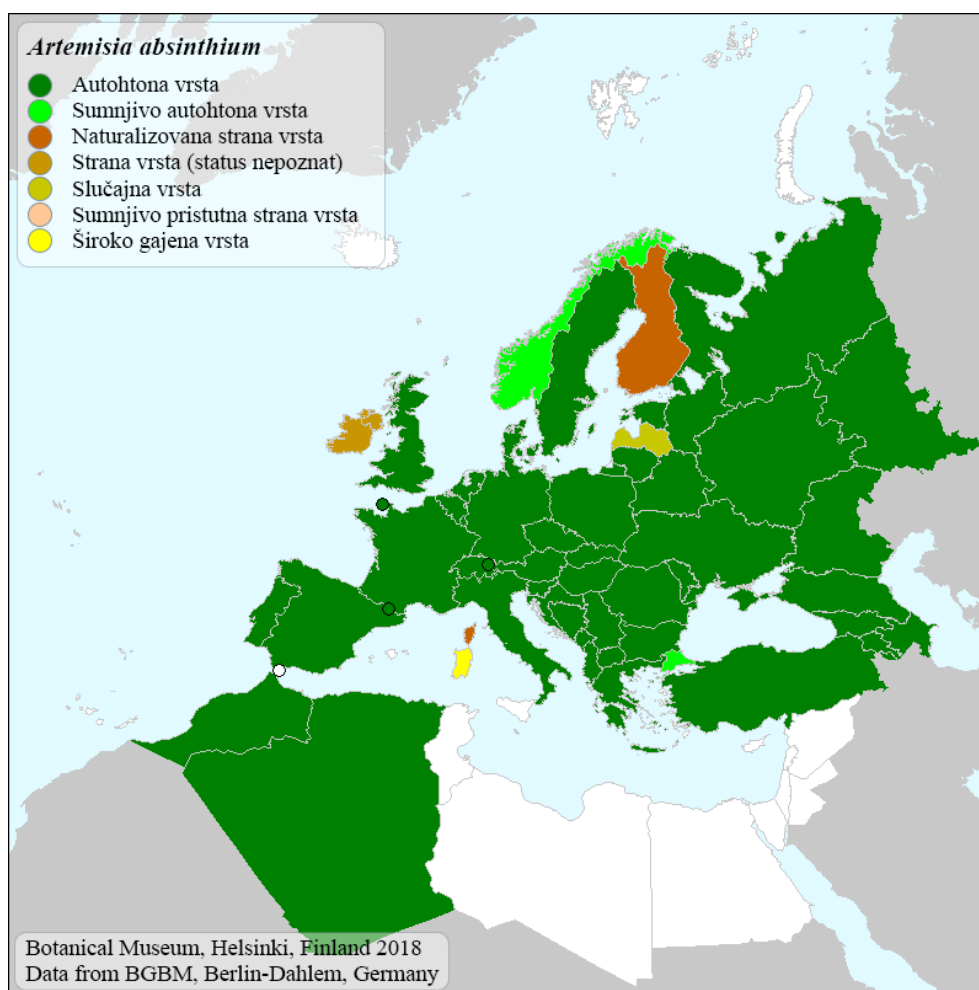 Artemisia absinthium
Autohtona vrsta
Sumnjivo autohtona vrsta
Naturalizovana strana vrsta
Strana vrsta (status nepoznat)
Slučajna vrsta
Sumnjivo pristutna strana vrsta
Široko gajena vrsta
Botanical Museum, Helsinki, Finland 2018
Data from BGBM, Berlin-Dahlem, Germany